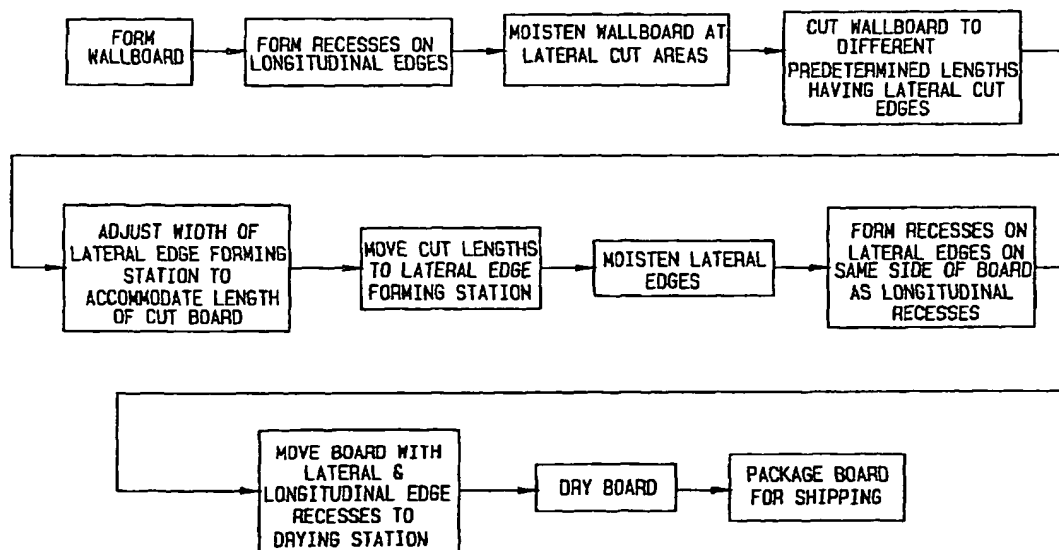 FORM
WALLBOARD
FORM RECESSES ON
LONGITUDINAL EDGES
MOISTEN WALLBOARD AT
LATERAL CUT AREAS
CUT WALLBOARD TO
DIFFERENT
PREDETERMINED LENGTHS
HAVING LATERAL CUT
EDGES
ADJUST WIDTH OF
LATERAL EDGE FORMING
STATION TO
ACCOMMODATE LENGTH
OF CUT BOARD
MOVE CUT LENGTHS
TO LATERAL EDGE
FORMING STATION
MOISTEN LATERAL
EDGES
FORM RECESSES ON
LATERAL EDGES ON
SAME SIDE OF BOARD
AS LONGITUDINAL
RECESSES
MOVE BOARD WITH
LATERAL &
LONGITUDINAL EDGE
RECESSES TO
DRYING STATION
DRY BOARD
PACKAGE BOARD
FOR SHIPPING